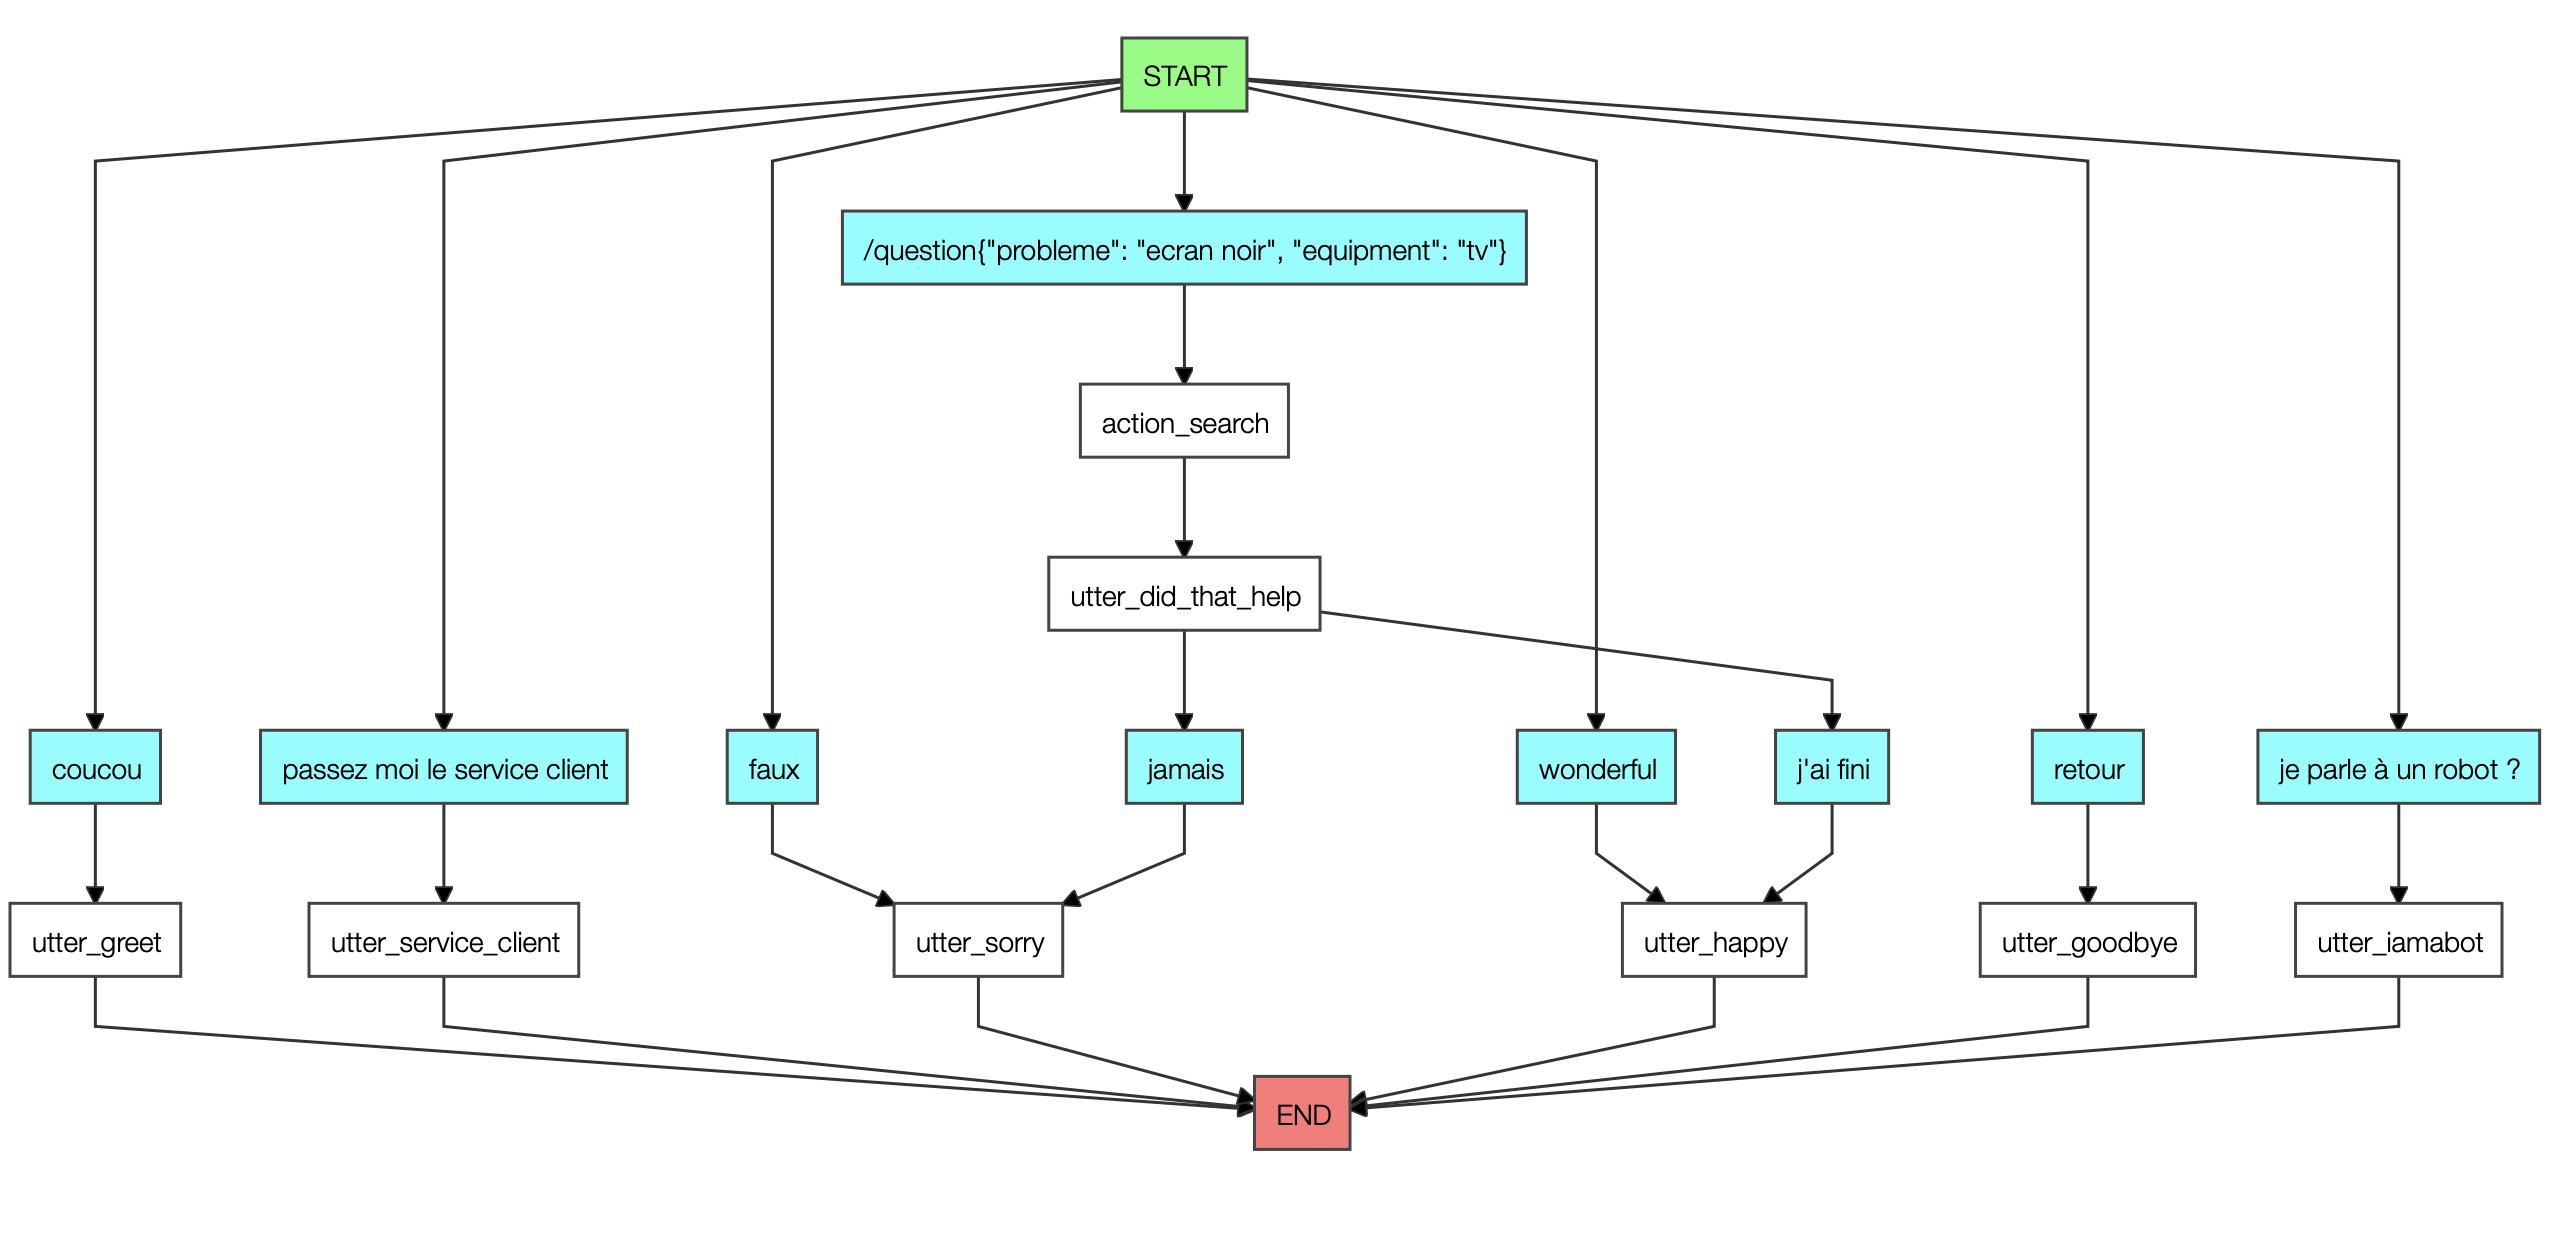 START
/question{"probleme": "ecran noir", "equipment": "tv"}
action_search
utter_did_that_help
coucou
passez moi le service client
faux
jamais
wonderful
j'ai fini
retour
je parle à un robot ?
utter_greet
utter_service_client
utter_sorry
utter_happy
utter_goodbye
utter_iamabot
END